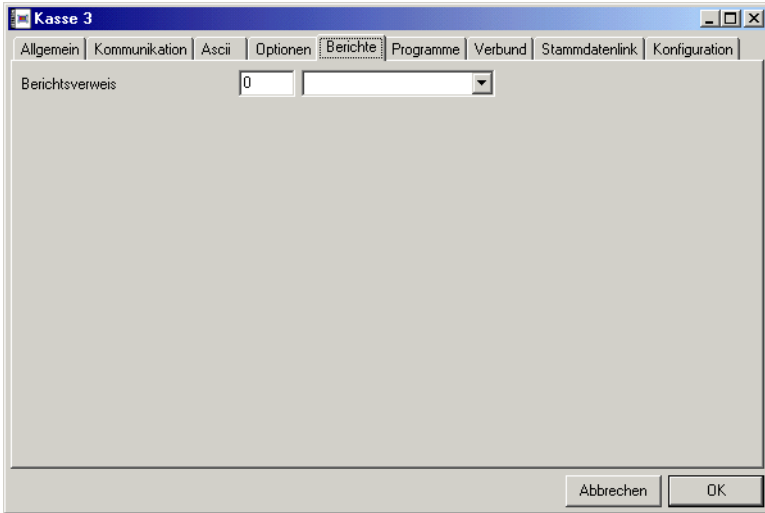 Kasse 3
Allgemein Kommunikation Ascii Optionen Berichte Programme Verbund Stammdatenlink Konfiguration
Berichtsverweis 0
Abbrechen OK